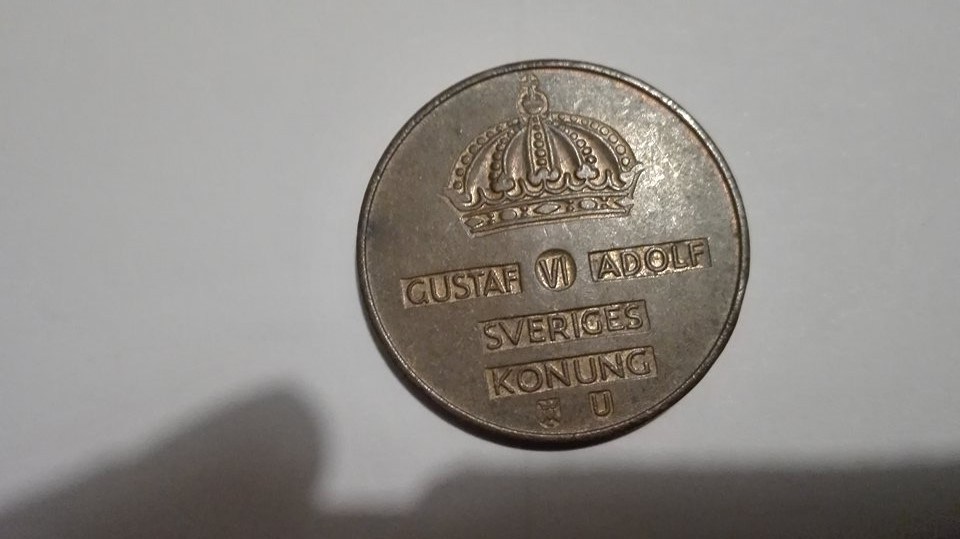 GUSTAF VI ADOLF
SVERIGES
KONUNG
U